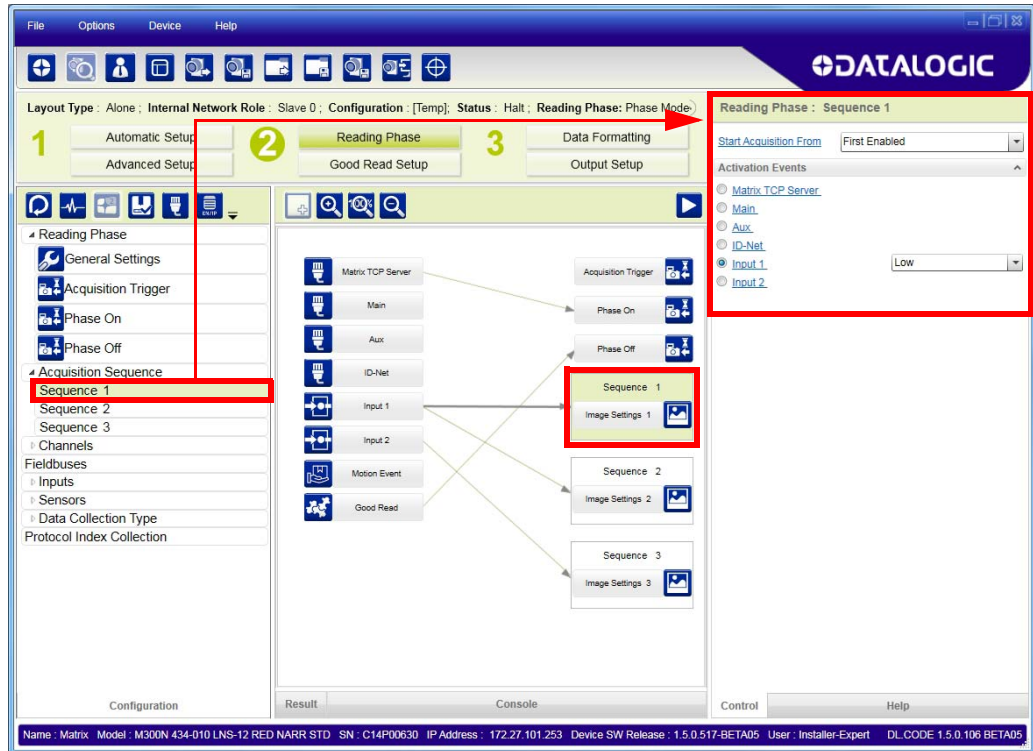 File Options Device Help
DATALOGIC
Layout Type : Alone ; Internal Network Role : Slave 0 ; Configuration : [Temp]; Status : Halt ; Reading Phase: Phase Mode
1 Automatic Setup 2 Reading Phase 3 Data Formatting
Advanced Setup Good Read Setup Output Setup
Reading Phase
General Settings
Acquisition Trigger
Phase On
Phase Off
Acquisition Sequence
Sequence 1
Sequence 2
Sequence 3
Channels
Fieldbuses
Inputs
Sensors
Data Collection Type
Protocol Index Collection
Configuration
100%
Matrix TCP Server
Main
Aux
ID-Net
Input 1
Input 2
Motion Event
Good Read
Acquisition Trigger
Phase On
Phase Off
Sequence 1
Image Settings 1
Sequence 2
Image Settings 2
Sequence 3
Image Settings 3
Result Console
Reading Phase : Sequence 1
Start Acquisition From First Enabled
Activation Events
Matrix TCP Server
Main
Aux
ID-Net
Input 1 Low
Input 2
Control Help
Name : Matrix Model : M300N 434-010 LNS-12 RED NARR STD SN : C14P00630 IP Address : 172.27.101.253 Device SW Release : 1.5.0.517-BETA05 User : Installer-Expert DL.CODE 1.5.0.106 BETA05